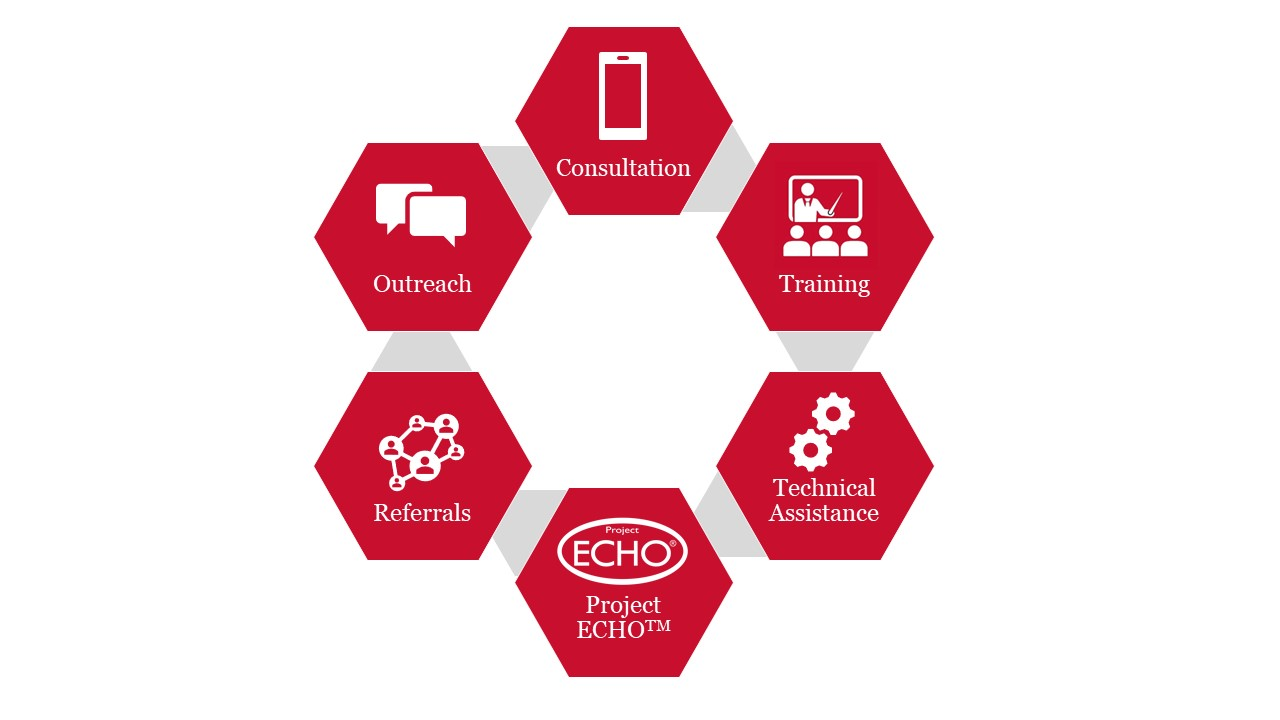 Consultation
Outreach
Training
Referrals
Technical
Assistance
Project
ECHO®
Project
ECHO™